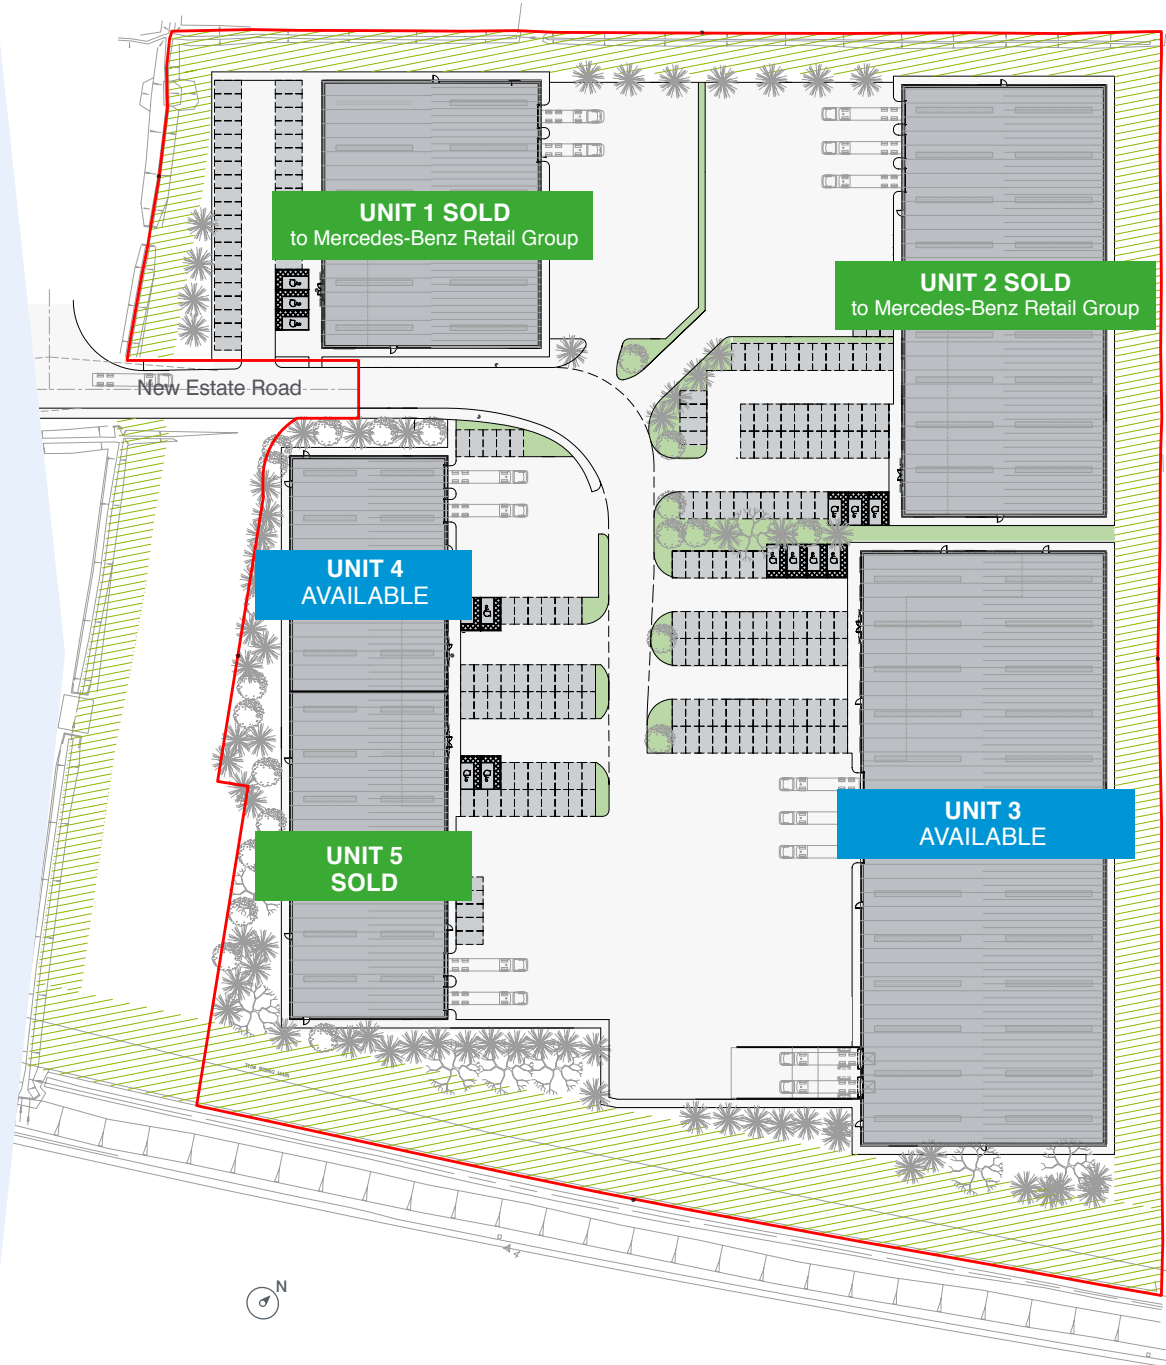 UNIT 1 SOLD
to Mercedes-Benz Retail Group
UNIT 2 SOLD
to Mercedes-Benz Retail Group
New Estate Road
UNIT 4
AVAILABLE
UNIT 3
AVAILABLE
UNIT 5
SOLD
N